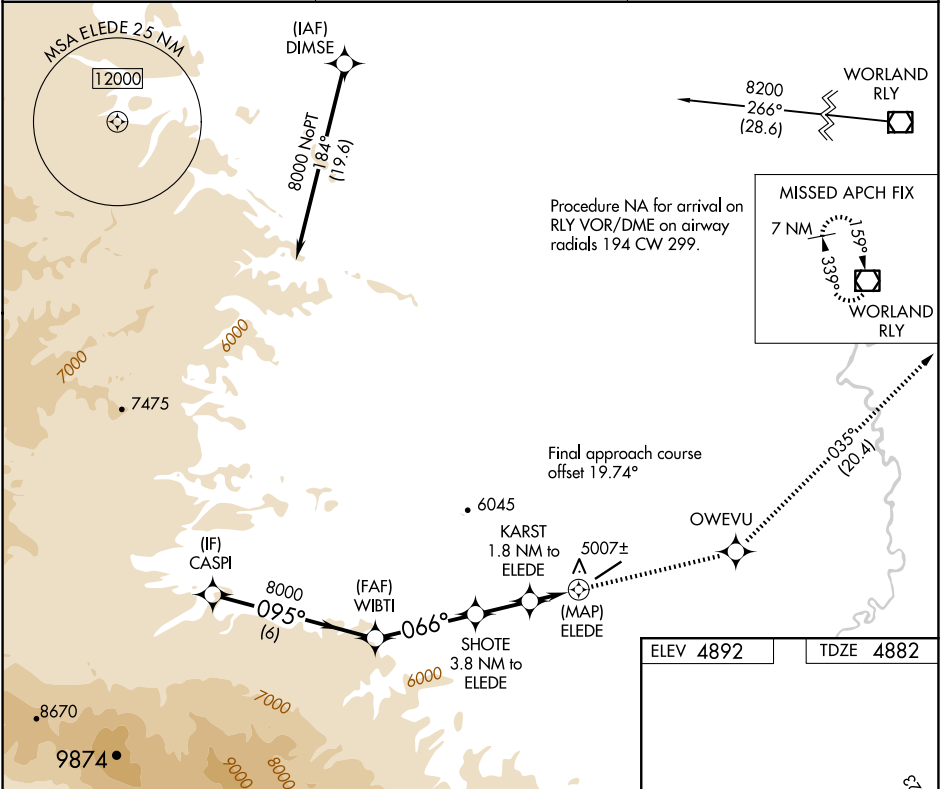 MSA ELEDE 25 NM
12000
(IAF)
DIMSE
8000 NoPT
184°
(19.6)
WORLAND
RLY
8200
266°
(28.6)
Procedure NA for arrival on
RLY VOR/DME on airway
radials 194 CW 299.
MISSED APCH FIX
7 NM
159°
339°
WORLAND
RLY
6000
7000
7475
035°
(20.4)
Final approach course
offset 19.74°
6045
KARST
1.8 NM to
ELEDE
5007±
OWEVU
(IF)
CASPI
8000
095°
(6)
(FAF)
WIBTI
066°
(MAP)
ELEDE
SHOTE
3.8 NM to
ELEDE
6000
7000
8670
9874
9000
8000
ELEV 4892
TDZE 4882